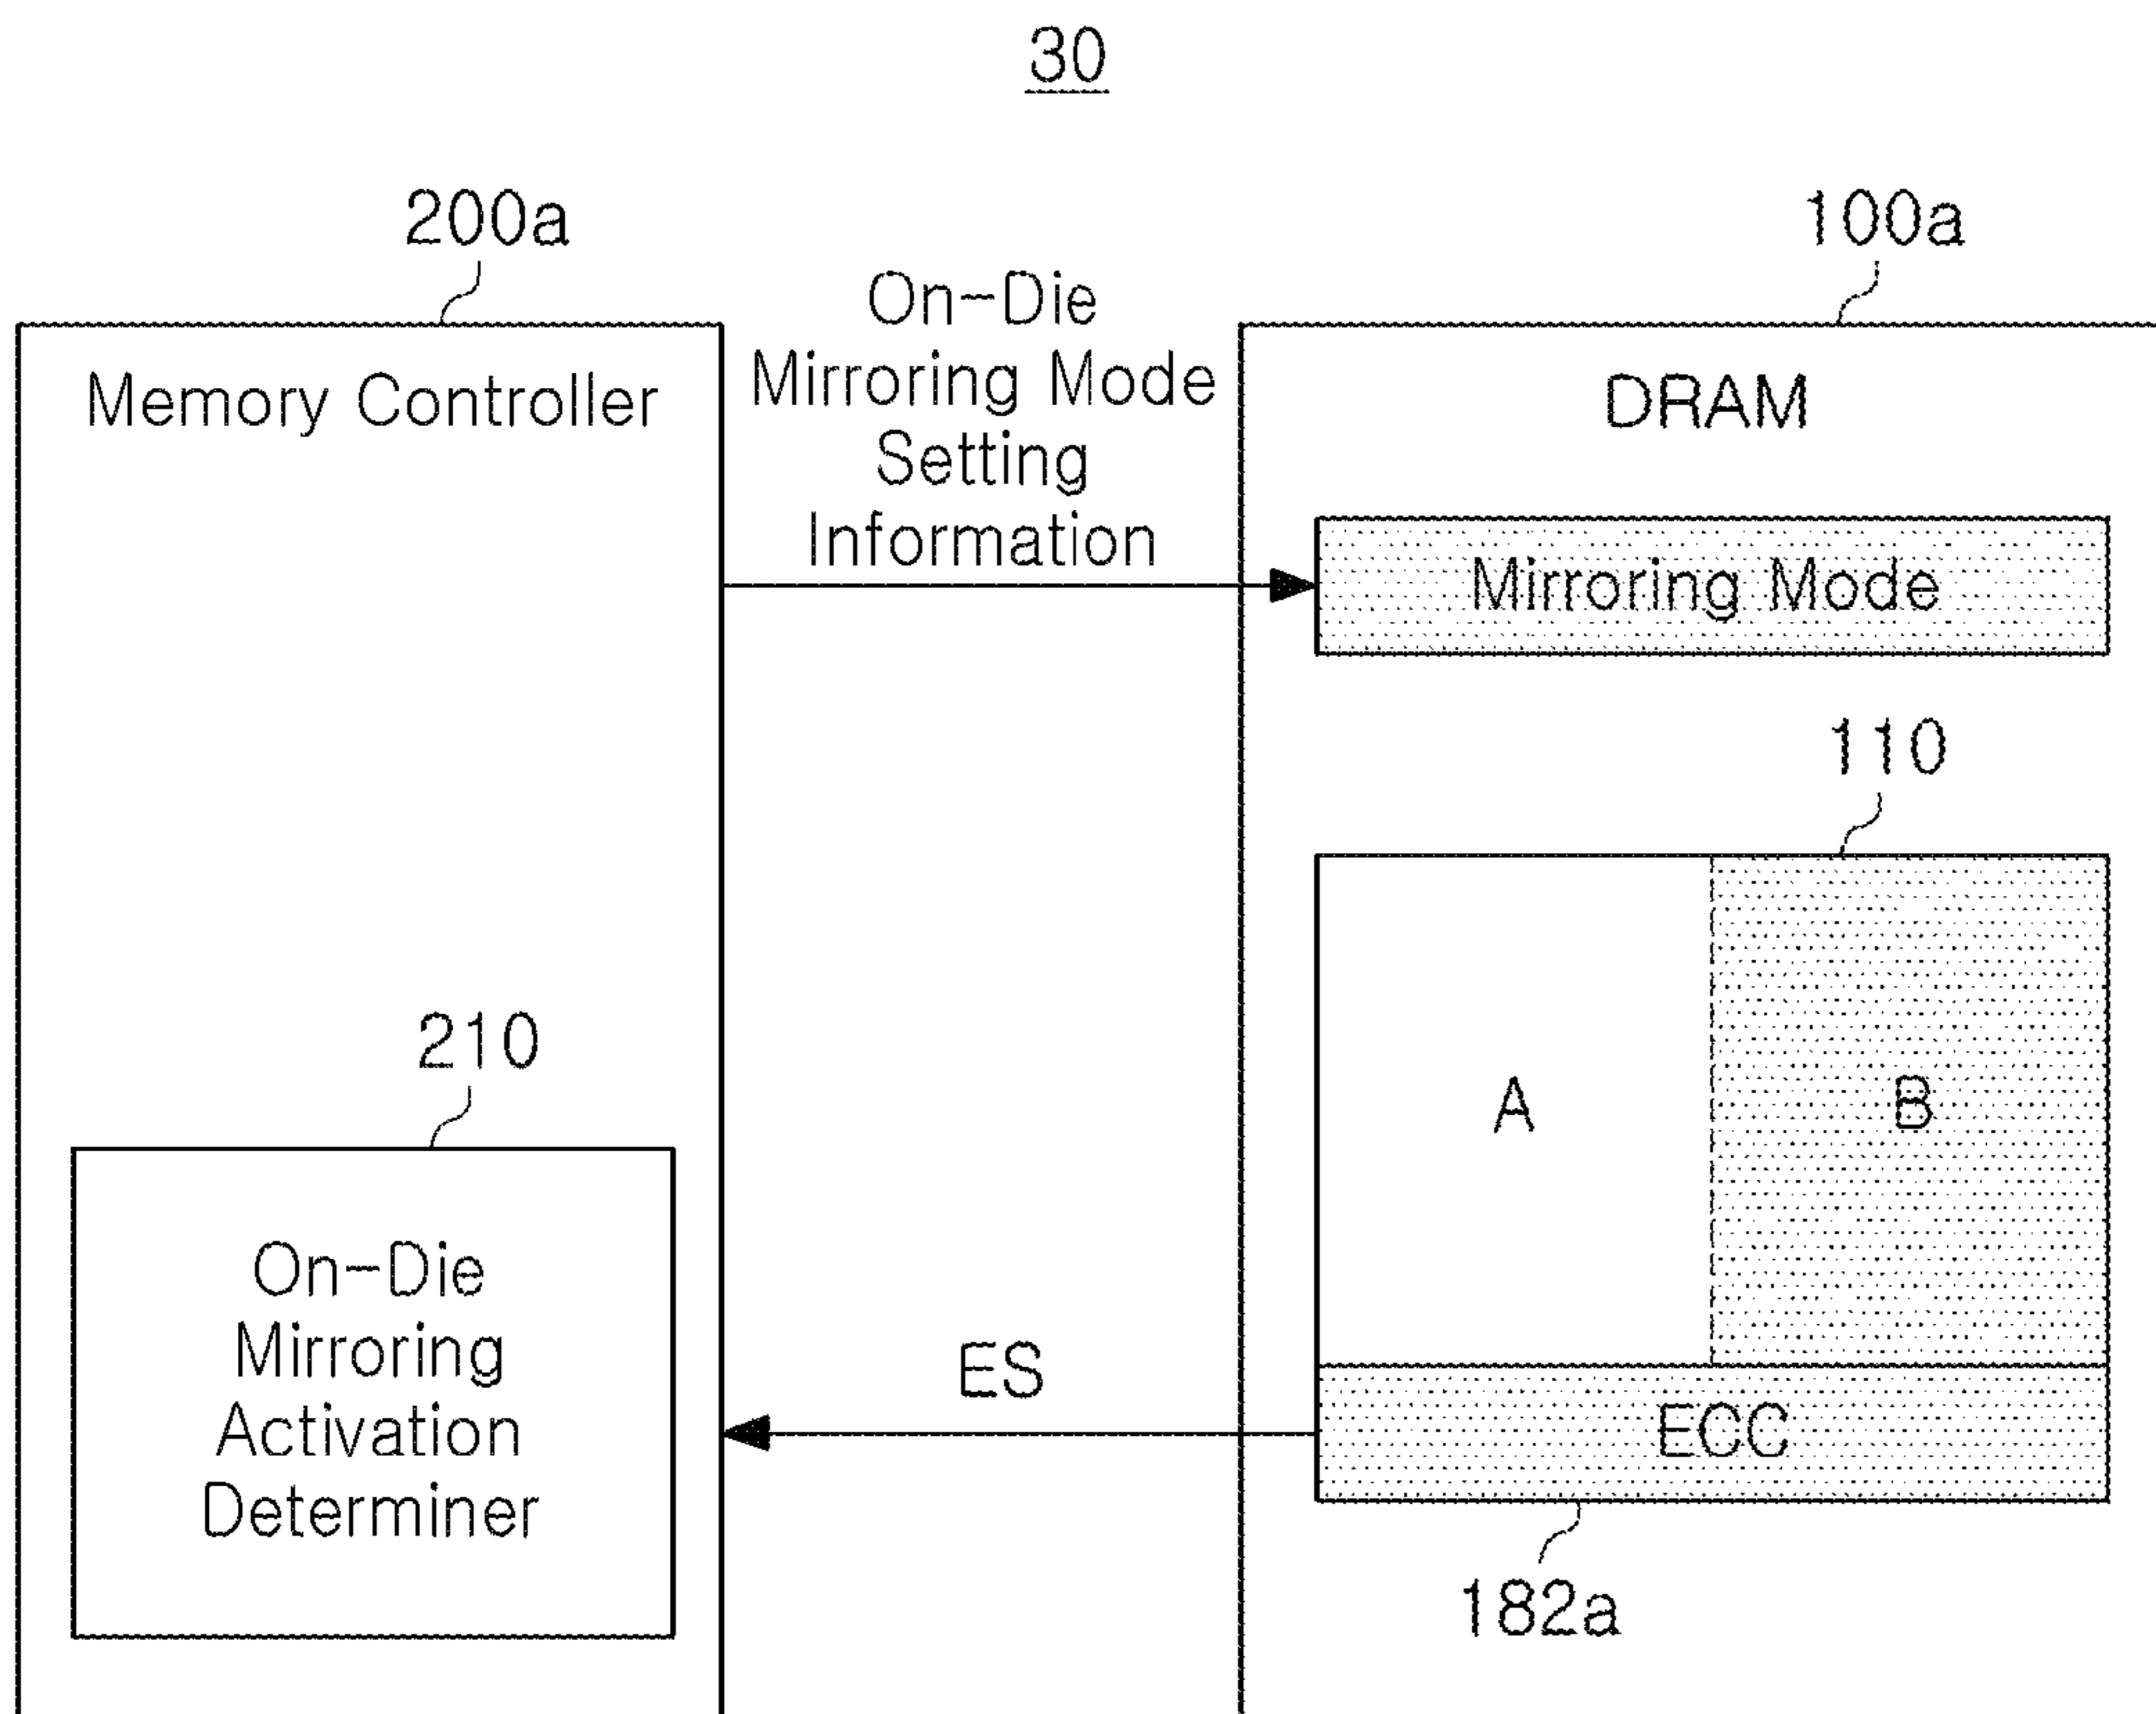 30
200a
100a
Memory Controller
On-Die
Mirroring Mode
Setting
Information
DRAM
Mirroring Mode
110
A
B
210
On-Die
Mirroring
Activation
Determiner
ES
ECC
182a